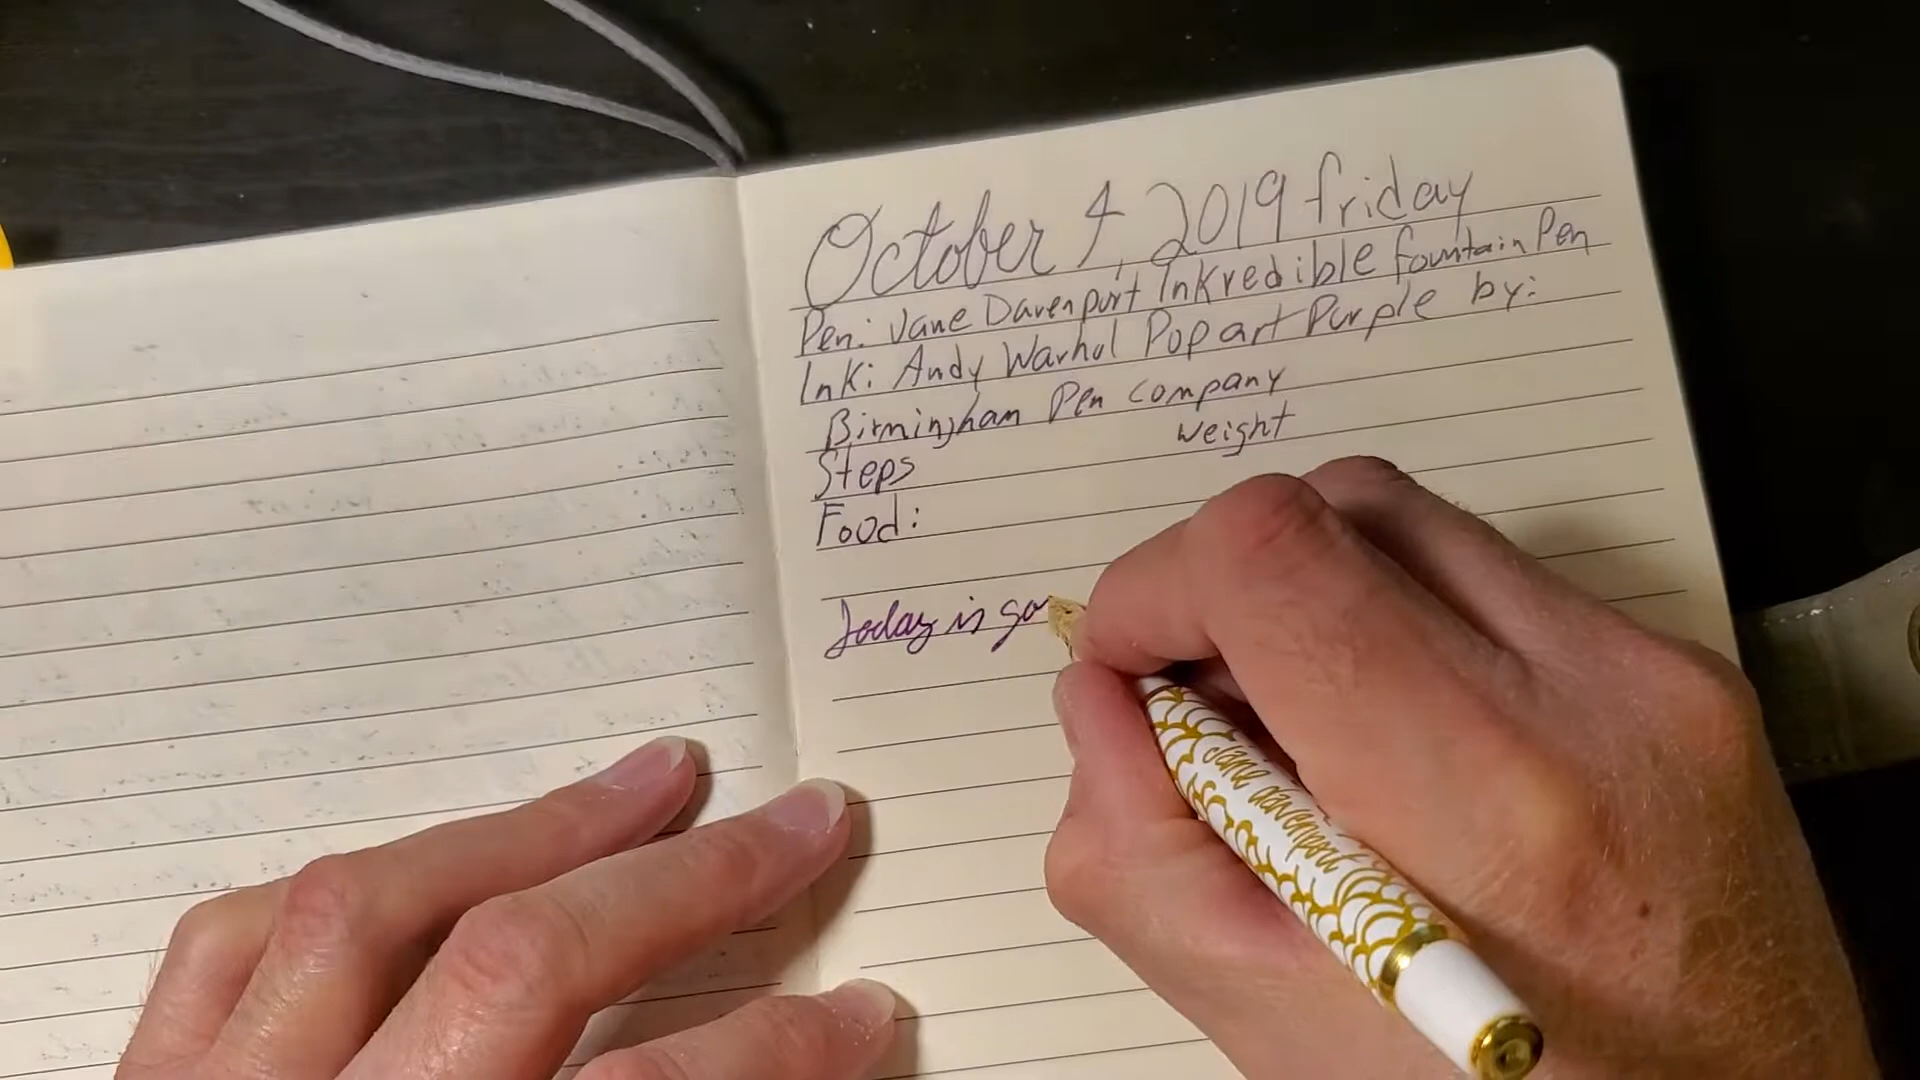 October 4, 2019 friday
Pen: Jane Davenport Inkredible fountain Pen
Ink: Andy Warhol Pop art Purple by:
Birmingham Pen company
Steps Weight
Food:
Today is go
Jane davenport